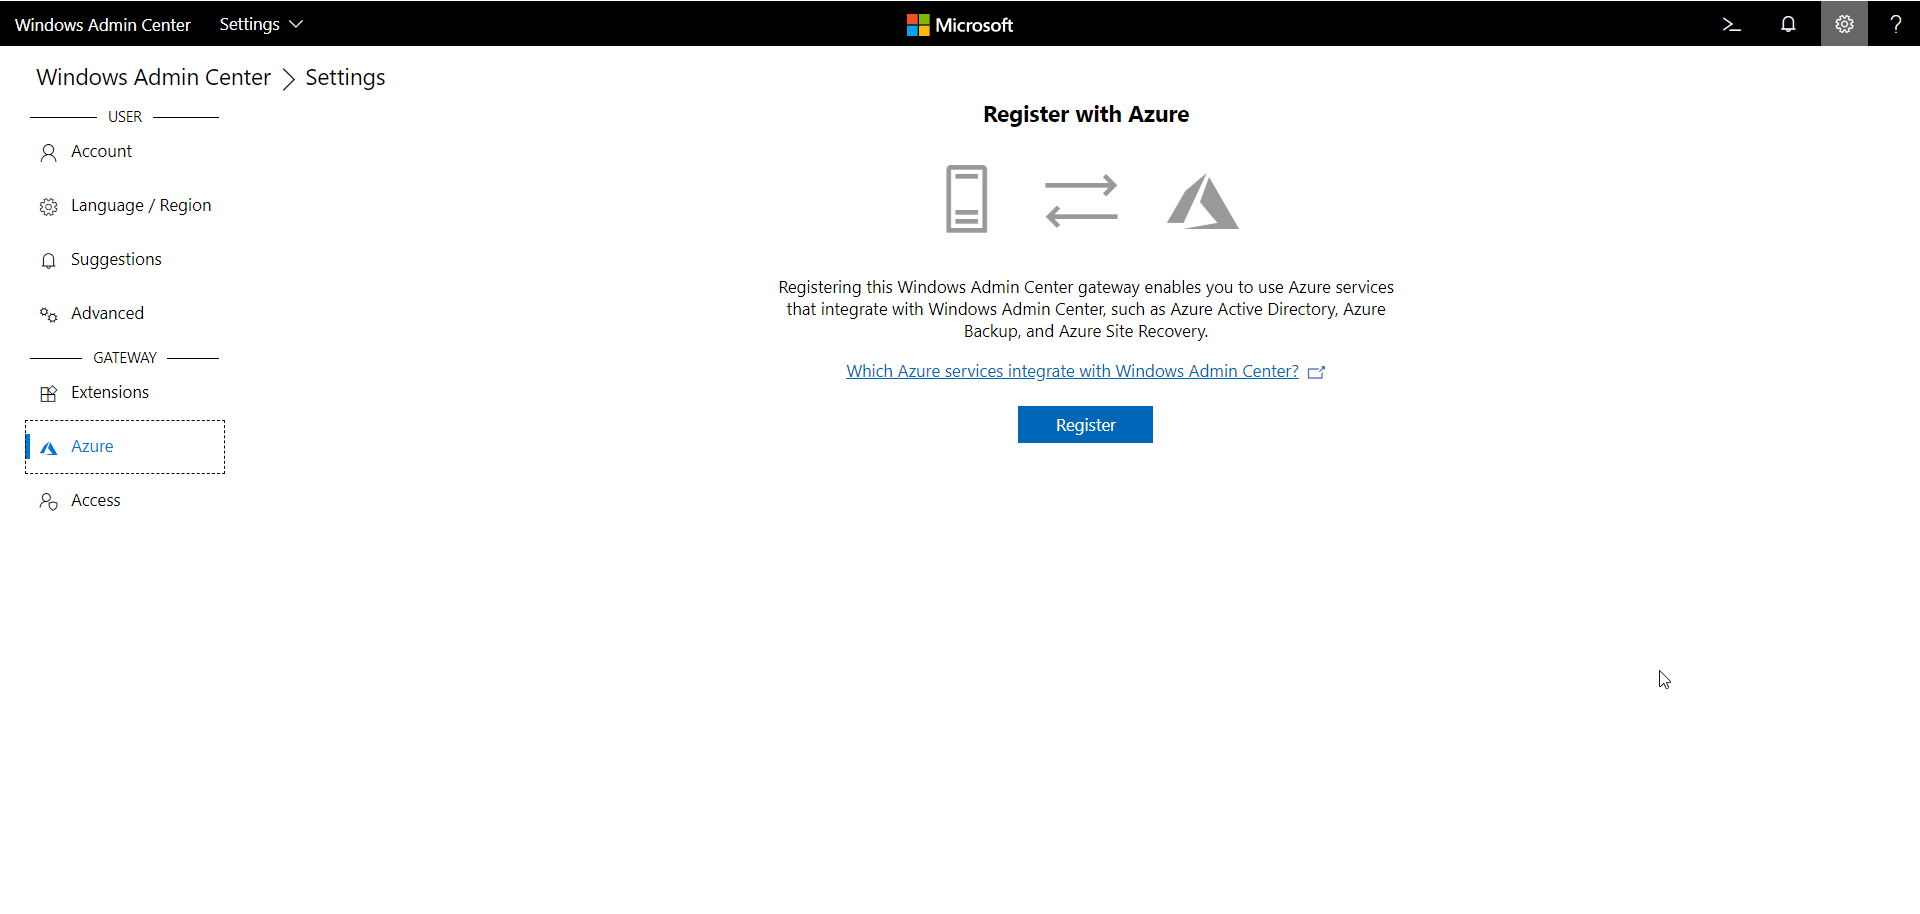 Windows Admin Center Settings Microsoft >_ ?
Windows Admin Center > Settings
USER
Account
Language / Region
Suggestions
Advanced
GATEWAY
Extensions
Azure
Access
Register with Azure
Registering this Windows Admin Center gateway enables you to use Azure services
that integrate with Windows Admin Center, such as Azure Active Directory, Azure
Backup, and Azure Site Recovery.
Which Azure services integrate with Windows Admin Center?
Register